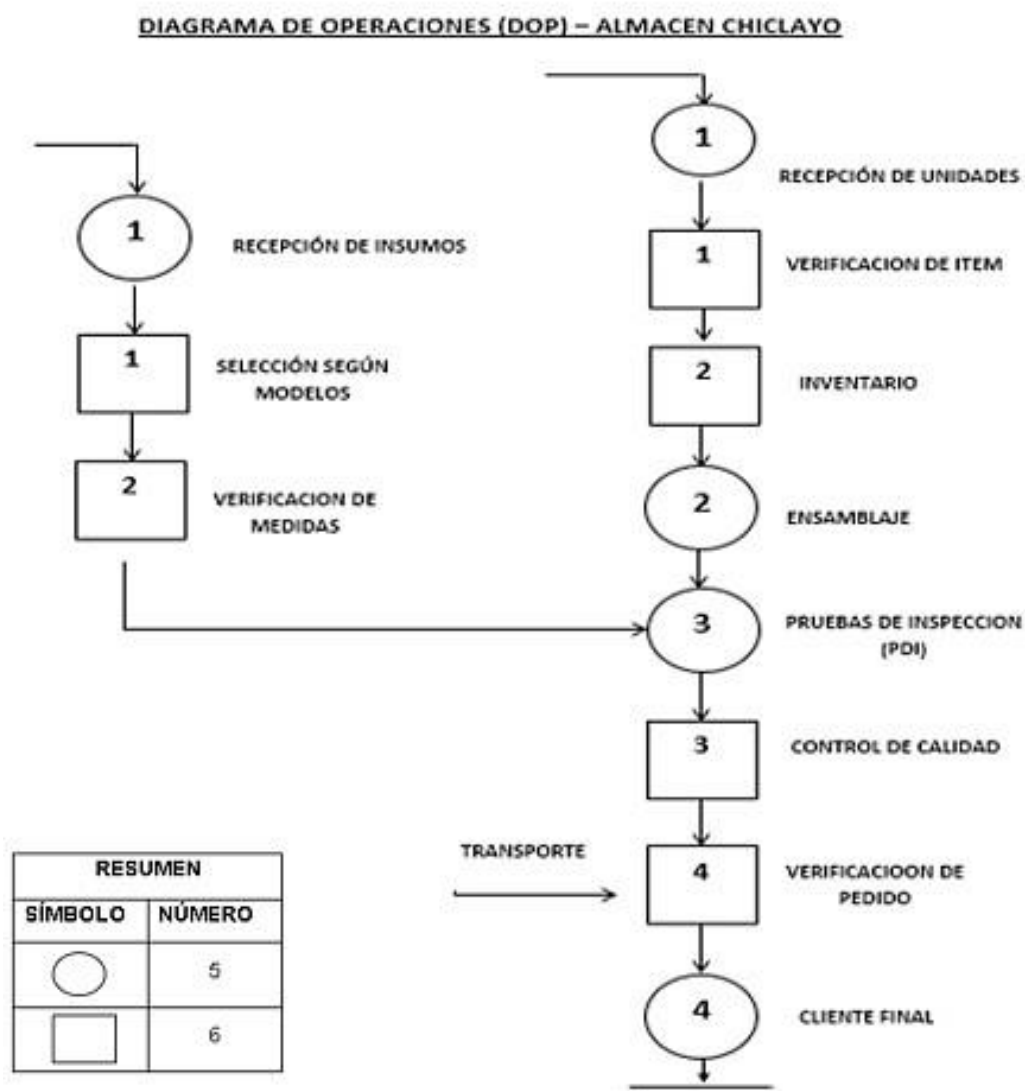 DIAGRAMA DE OPERACIONES (DOP) – ALMACEN CHICLAYO
1
RECEPCIÓN DE INSUMOS
1
SELECCIÓN SEGÚN
MODELOS
2
VERIFICACION DE
MEDIDAS
1
RECEPCIÓN DE UNIDADES
1
VERIFICACION DE ITEM
2
INVENTARIO
2
ENSAMBLAJE
3
PRUEBAS DE INSPECCION
(PDI)
3
CONTROL DE CALIDAD
TRANSPORTE
4
VERIFICACIOON DE
PEDIDO
4
CLIENTE FINAL
RESUMEN
SÍMBOLO NÚMERO
5
6